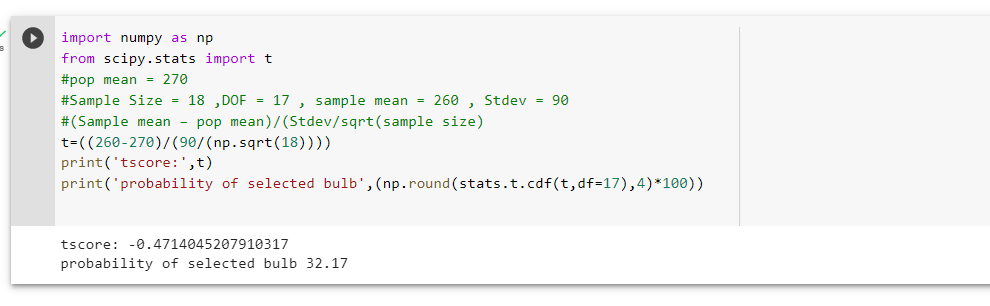 import numpy as np
from scipy.stats import t
#pop mean = 270
#Sample Size = 18 ,DOF = 17 , sample mean = 260 , Stdev = 90
#(Sample mean – pop mean)/(Stdev/sqrt(sample size)
t=((260-270)/(90/(np.sqrt(18))))
print('tscore:',t)
print('probability of selected bulb',(np.round(stats.t.cdf(t,df=17),4)*100))
tscore: -0.4714045207910317
probability of selected bulb 32.17